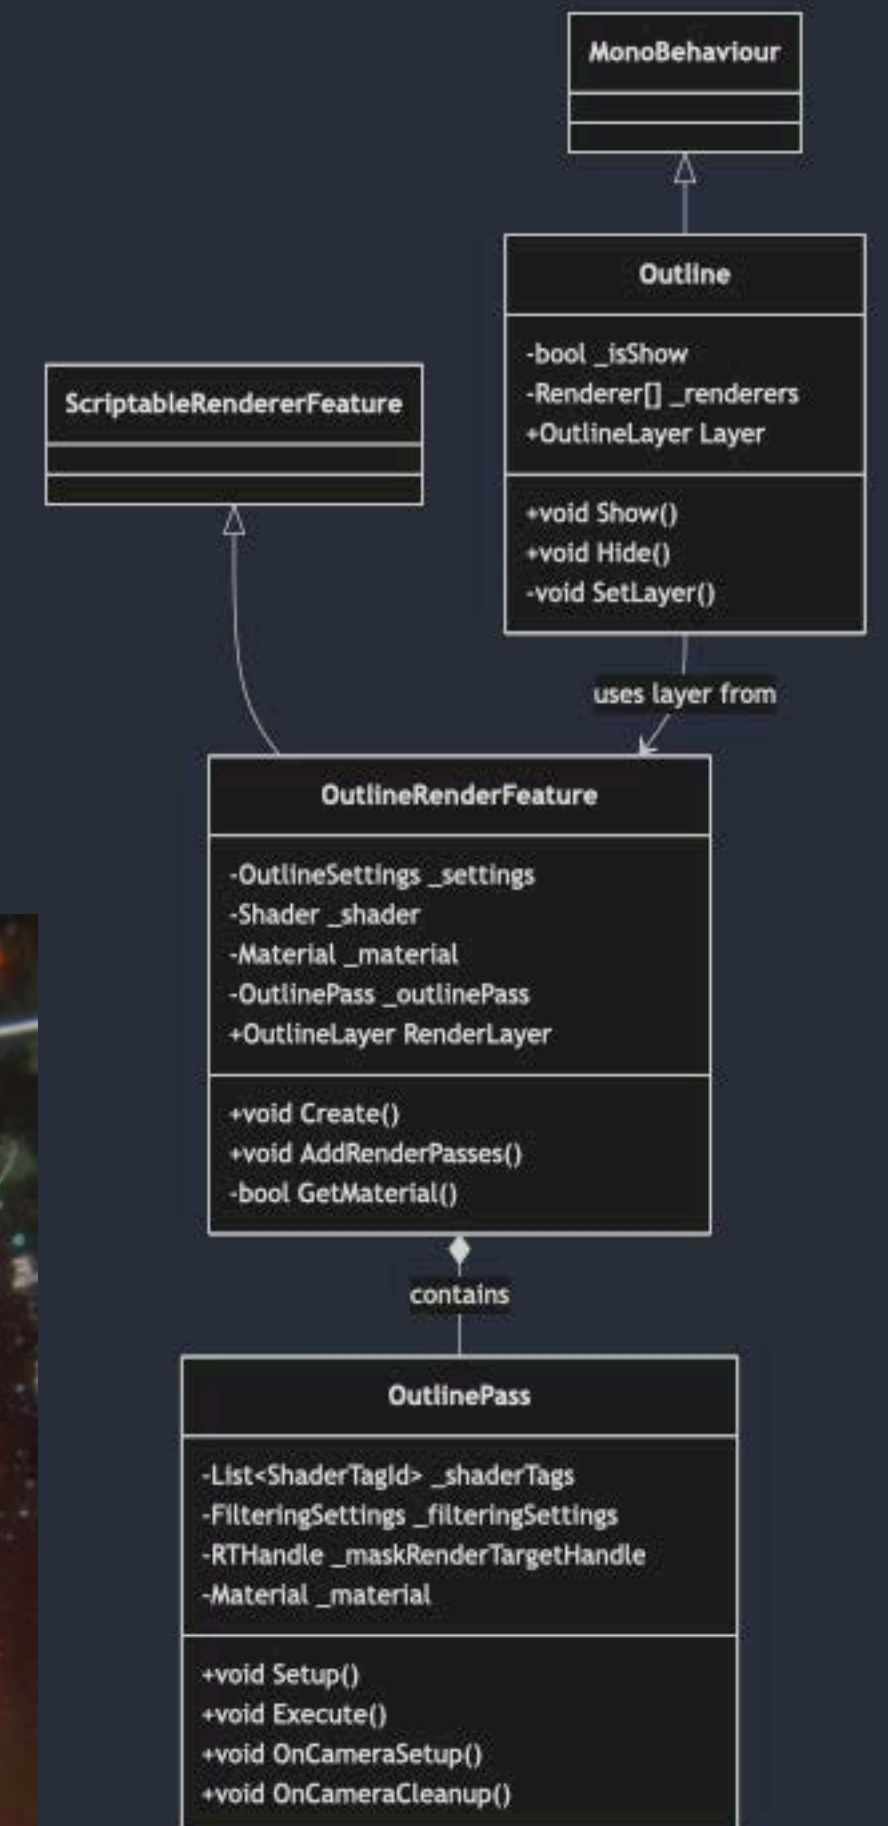 MonoBehaviour
Outline
-bool _isShow
-Renderer[] _renderers
+OutlineLayer Layer
+void Show()
+void Hide()
-void SetLayer()
ScriptableRendererFeature
uses layer from
OutlineRenderFeature
-OutlineSettings _settings
-Shader _shader
-Material _material
-OutlinePass _outlinePass
+OutlineLayer RenderLayer
+void Create()
+void AddRenderPasses()
-bool GetMaterial()
contains
OutlinePass
-List<ShaderTagId> _shaderTags
-FilteringSettings _filteringSettings
-RTHandle _maskRenderTargetHandle
-Material _material
+void Setup()
+void Execute()
+void OnCameraSetup()
+void OnCameraCleanup()